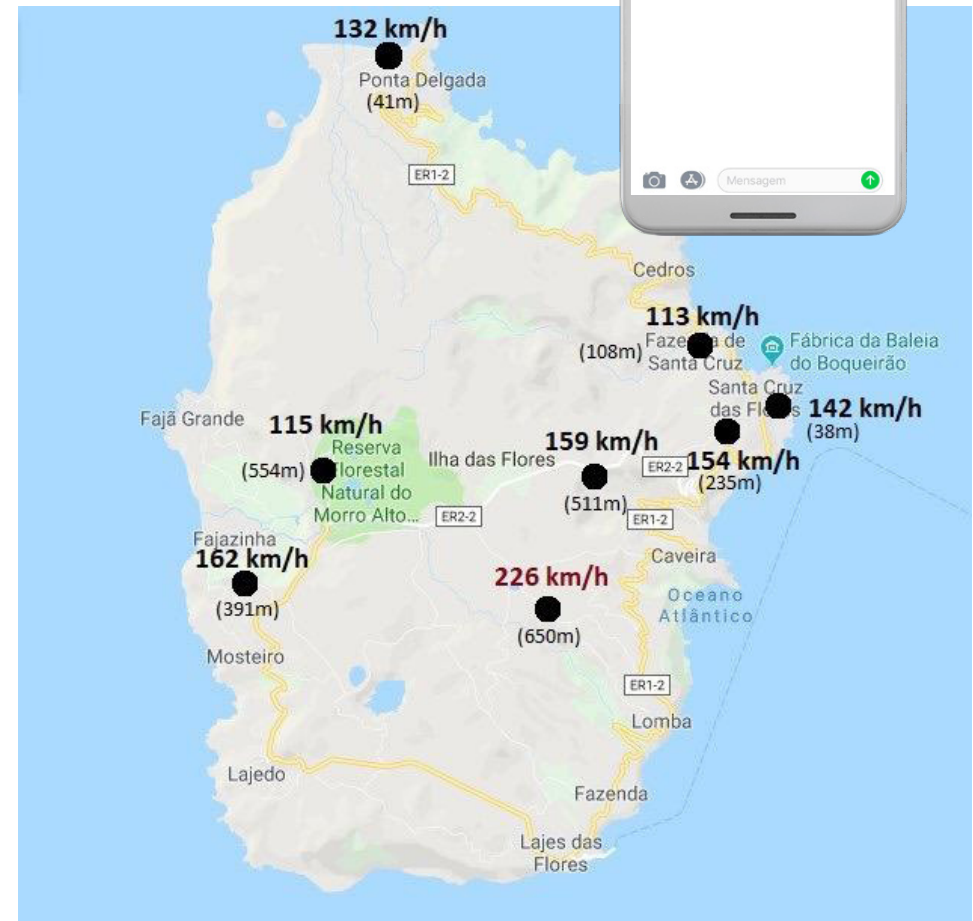 132 km/h
Ponta Delgada
(41m)
ER1-2
Mensagem
Cedros
113 km/h
(108m)
de
Santa Cruz
Fábrica da Baleia
do Boqueirão
Santa Cruz
das
142 km/h
(38m)
154 km/h
(235m)
ER2-2
Fajã Grande
115 km/h
(554m)
Reserva
Florestal
Natural do
Morro Alto...
Ilha das Flores
159 km/h
(511m)
ER2-2
ER1-2
Fajazinha
162 km/h
(391m)
Caveira
226 km/h
(650m)
Oceano
Atlântico
Mosteiro
ER1-2
Lomba
Lajedo
Fazenda
Lajes das
Flores